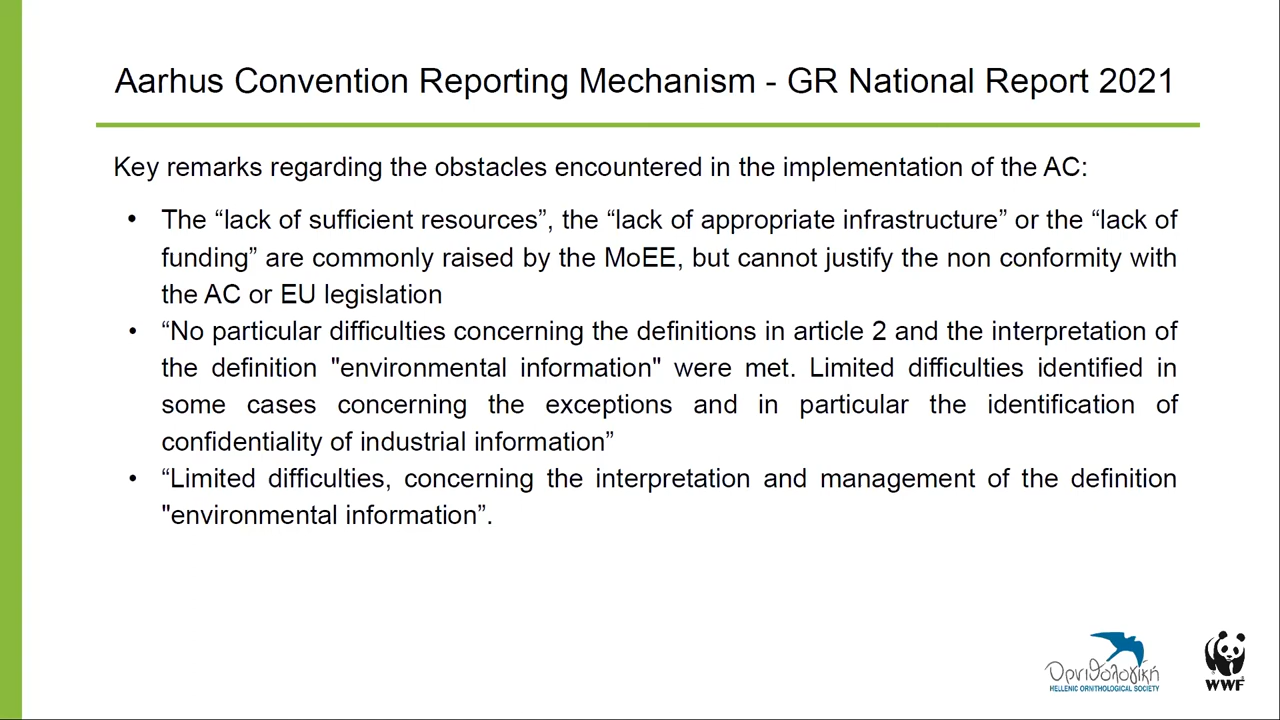 Aarhus Convention Reporting Mechanism - GR National Report 2021
Key remarks regarding the obstacles encountered in the implementation of the AC:
• The “lack of sufficient resources”, the “lack of appropriate infrastructure” or the “lack of
funding” are commonly raised by the MoEE, but cannot justify the non conformity with
the AC or EU legislation
• “No particular difficulties concerning the definitions in article 2 and the interpretation of
the definition "environmental information" were met. Limited difficulties identified in
some cases concerning the exceptions and in particular the identification of
confidentiality of industrial information”
• “Limited difficulties, concerning the interpretation and management of the definition
"environmental information”.
Ορνιθολογική
HELLENIC ORNITHOLOGICAL SOCIETY
WWF